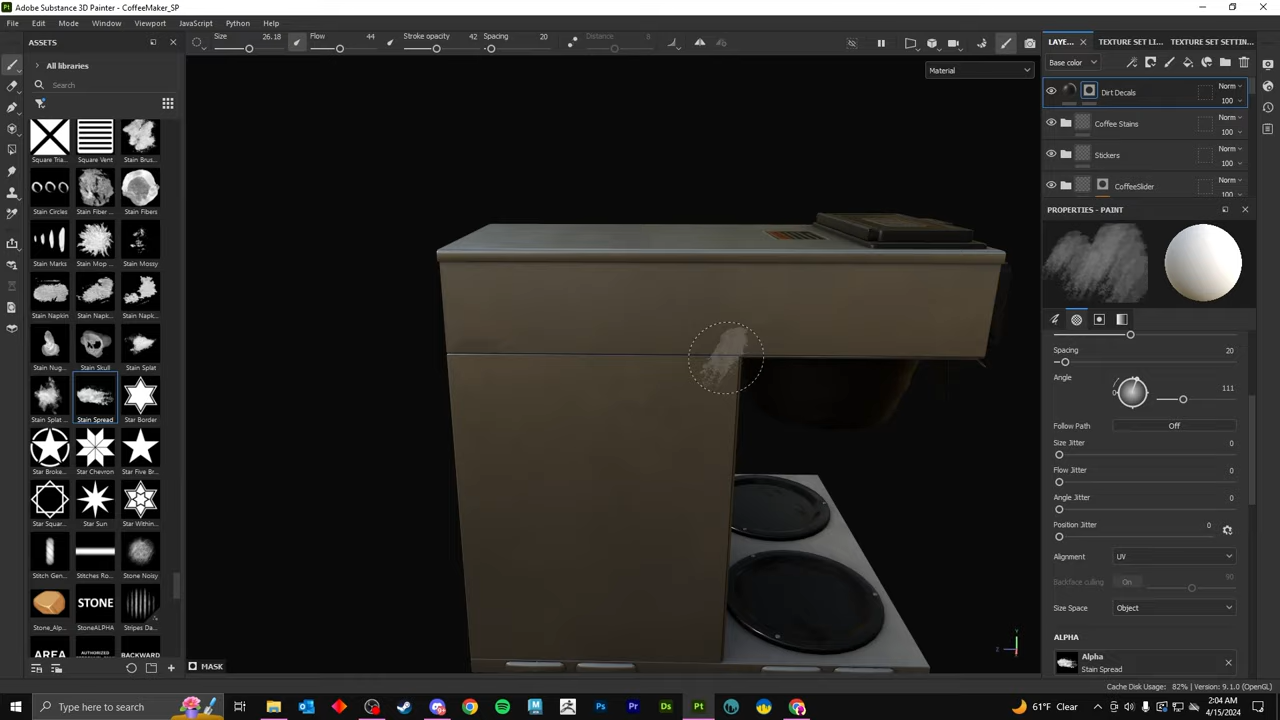 Adobe Substance 3D Painter - CoffeeMaker_SP
File Edit Mode Window Viewport JavaScript Python Help
Size 26.18 Flow 44 Stroke opacity 42 Spacing 20 Distance 8
ASSETS
All libraries
Search
Square Tria... Square Vent Stain Brus...
Stain Circles Stain Fiber ... Stain Fibers
Stain Marks Stain Mop ... Stain Mossy
Stain Napkin Stain Napk... Stain Napk...
Stain Nug... Stain Skull Stain Splat
Stain Splat ... Stain Spread Star Border
Star Broke... Star Chevron Star Five Br...
Star Squar... Star Sun Star Within...
Stitch Gen... Stitches Ro... Stone Noisy
STONE
Stone_Alp... StoneALPHA Stripes Da...
AREA AUTHORIZED BACKWARD
Material
MASK
LAYE... TEXTURE SET LI... TEXTURE SET SETTIN...
Base color
Dirt Decals Norm 100
Coffee Stains Norm 100
Stickers Norm 100
CoffeeSlider Norm 100
PROPERTIES - PAINT
Spacing 20
Angle 111
Follow Path Off
Size Jitter 0
Flow Jitter 0
Angle Jitter 0
Position Jitter 0
Alignment UV
Backface culling On 90
Size Space Object
ALPHA
Alpha
Stain Spread
Cache Disk Usage: 82% | Version: 9.1.0 (OpenGL)
Type here to search
61°F Clear
2:04 AM
4/15/2024